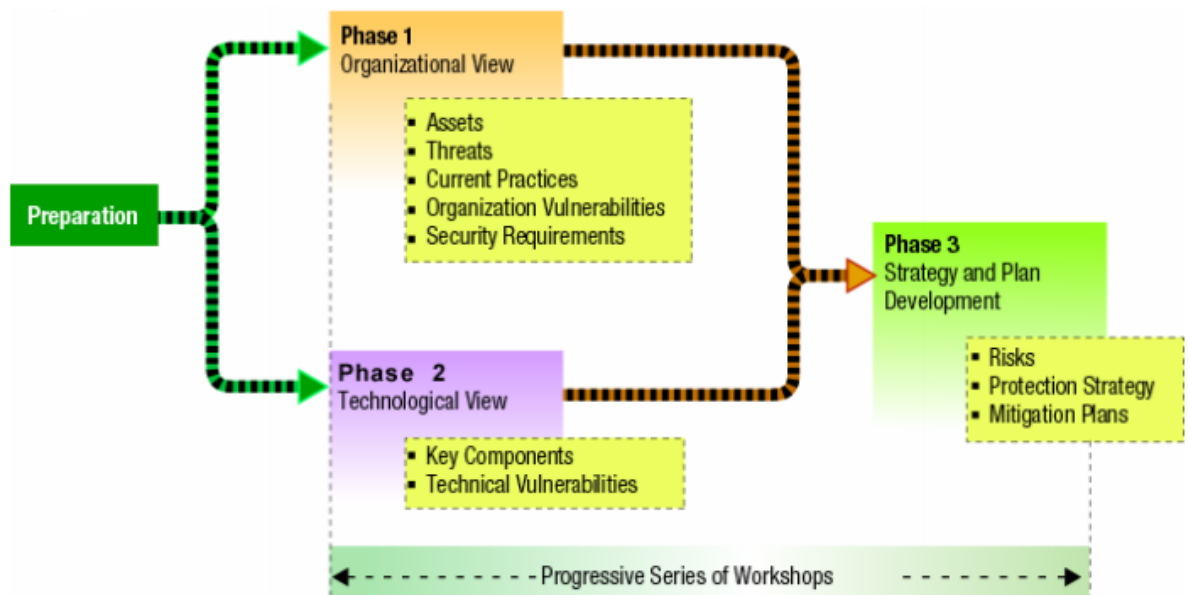 Preparation
Phase 1
Organizational View
▪ Assets
▪ Threats
▪ Current Practices
▪ Organization Vulnerabilities
▪ Security Requirements
Phase 2
Technological View
▪ Key Components
▪ Technical Vulnerabilities
Phase 3
Strategy and Plan
Development
▪ Risks
▪ Protection Strategy
▪ Mitigation Plans
Progressive Series of Workshops